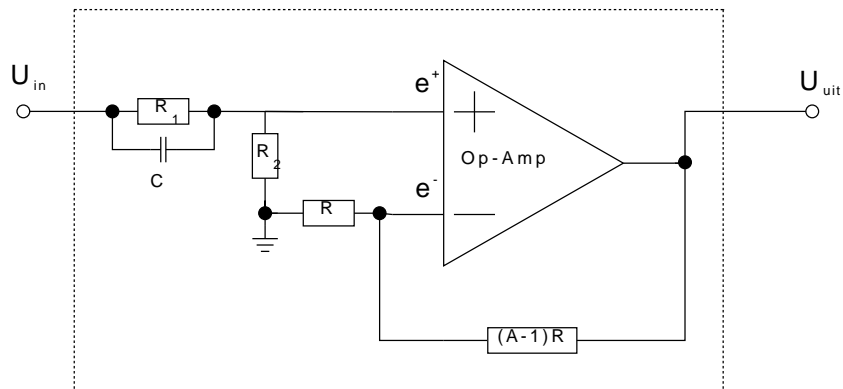 U in
R 1
C
R 2
R
e+
e-
Op-Amp
(A-1)R
U uit